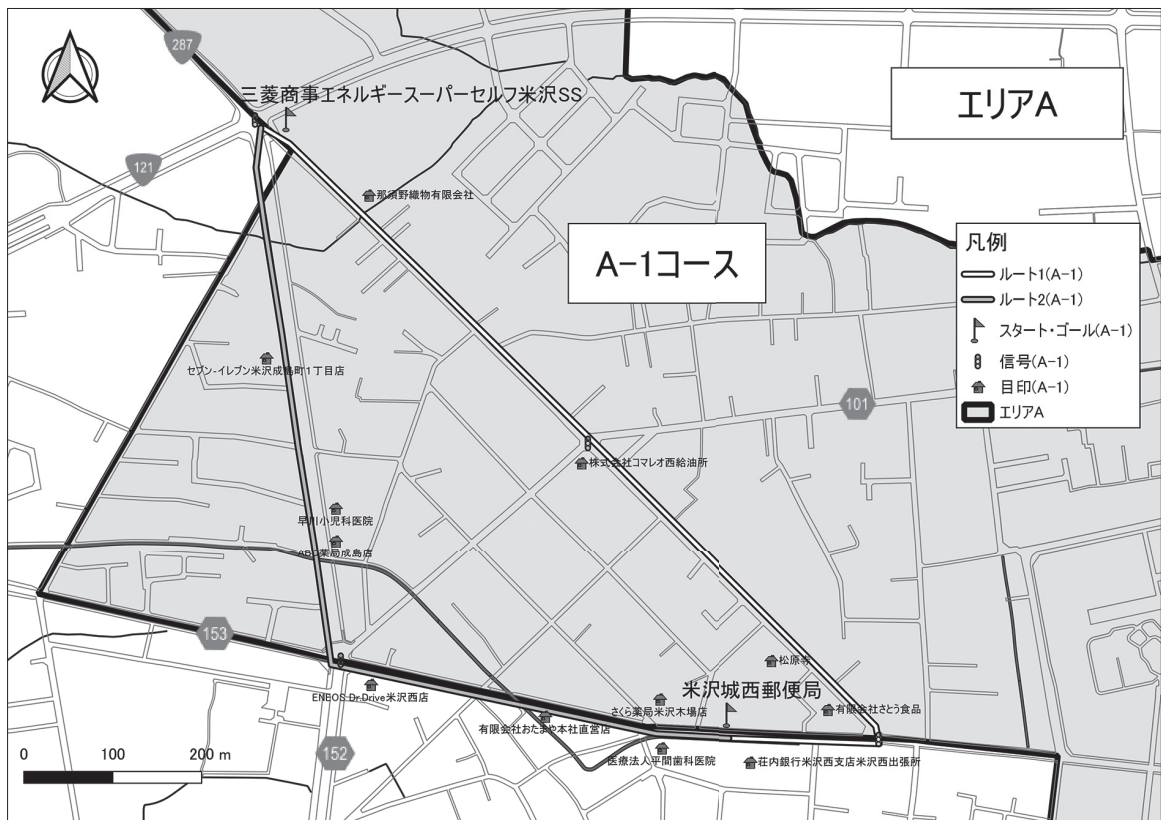 287
三菱商事エネルギースーパーセルフ米沢SS
エリアA
121
那須野織物有限会社
A-1コース
凡例
ルート1(A-1)
ルート2(A-1)
スタート・ゴール(A-1)
信号(A-1)
目印(A-1)
エリアA
セブン-イレブン米沢成島町1丁目店
101
株式会社コマレオ西給油所
早川小児科医院
ABC薬局成島店
153
松原寺
米沢城西郵便局
ENEOS Dr.Drive米沢西店
さくら薬局米沢木場店
有限会社さとう食品
有限会社おたまや本社直営店
152
医療法人平間歯科医院
荘内銀行米沢西支店米沢西出張所
0 100 200 m